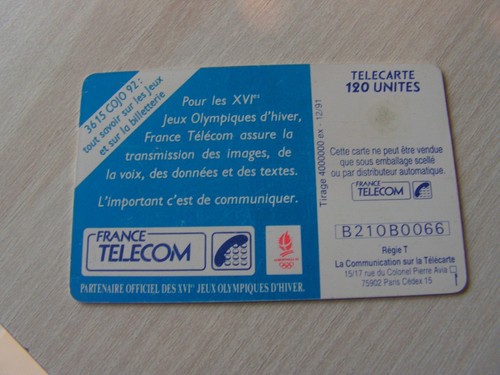 3615 COJO 92 :
tout savoir sur les jeux
et sur la billetterie
Pour les XVIes
Jeux Olympiques d'hiver,
France Télécom assure la
transmission des images, de
la voix, des données et des textes.
L'important c'est de communiquer.
FRANCE
TELECOM
PARTENAIRE OFFICIEL DES XVIes JEUX OLYMPIQUES D'HIVER.
Tirage 4000000 ex - 12/91
TELECARTE
120 UNITES
Cette carte ne peut être vendue
que sous emballage scellé
ou par distributeur automatique.
FRANCE
TELECOM
B210B0066
Régie T
La Communication sur la Télécarte
15/17 rue du Colonel Pierre Avia
75902 Paris Cédex 15